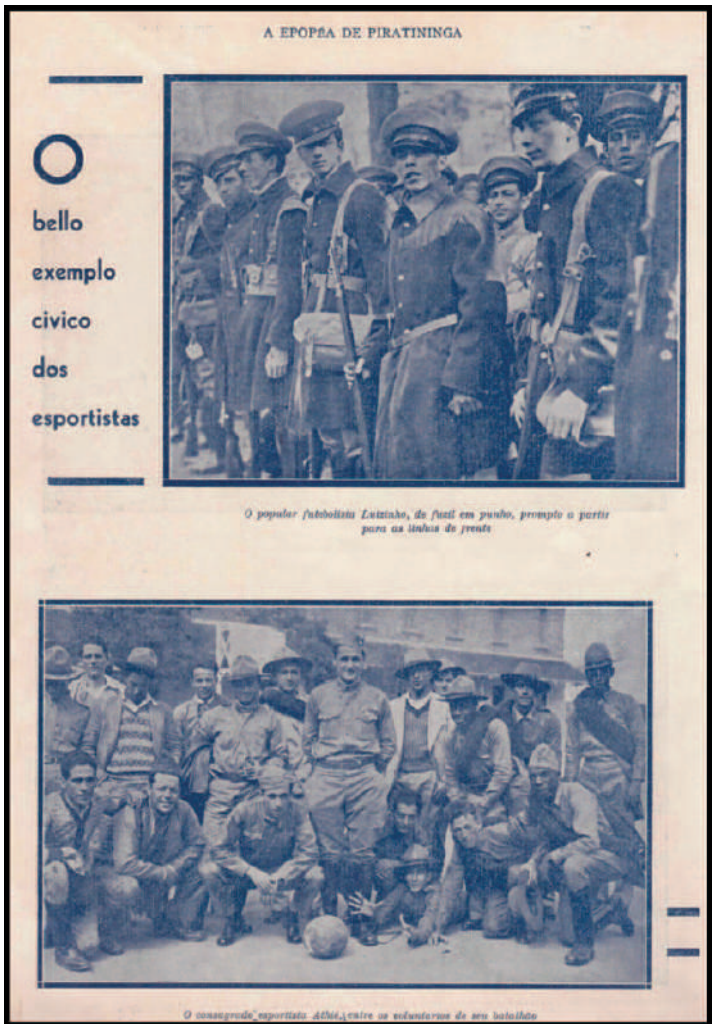 A EPOPÉA DE PIRATININGA
O
bello
exemplo
civico
dos
esportistas
O popular futebolista Luizinho, de fuzil em punho, prompto a partir
para as linhas de frente
O consagrado esportista Athié, entre os voluntarios de seu batalhão